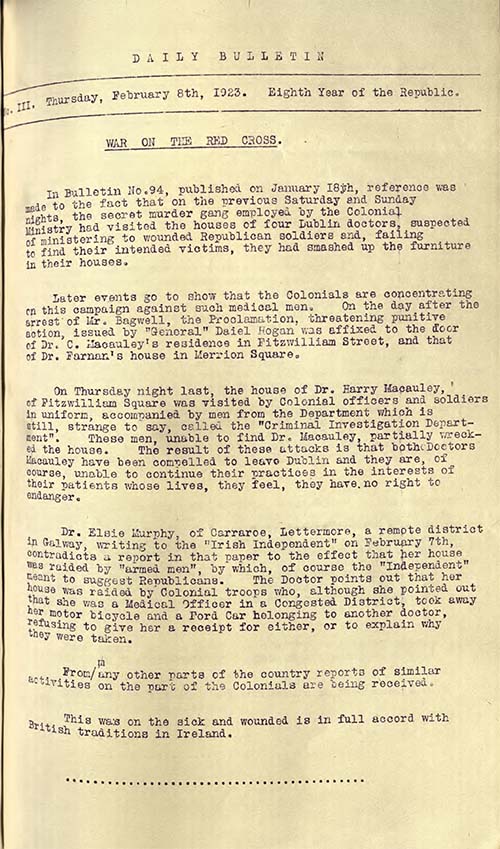 DAILY BULLETIN
No. III. Thursday, February 8th, 1923. Eighth Year of the Republic.
WAR ON THE RED CROSS.
In Bulletin No.94, published on January 18th, reference was
made to the fact that on the previous Saturday and Sunday
nights, the secret murder gang employed by the Colonial
Ministry had visited the houses of four Dublin doctors, suspected
of ministering to wounded Republican soldiers and, failing
to find their intended victims, they had smashed up the furniture
in their houses.
Later events go to show that the Colonials are concentrating
on this campaign against such medical men. On the day after the
arrest of Mr. Bagwell, the Proclamation, threatening punitive
action, issued by "General" Daiel Hogan was affixed to the door
of Dr. C. Macauley's residence in Fitzwilliam Street, and that
of Dr. Farnan's house in Merrion Square.
On Thursday night last, the house of Dr. Harry Macauley,
of Fitzwilliam Square was visited by Colonial officers and soldiers
in uniform, accompanied by men from the Department which is
still, strange to say, called the "Criminal Investigation Depart-
ment". These men, unable to find Dr. Macauley, partially wreck-
ed the house. The result of these attacks is that both Doctors
Macauley have been compelled to leave Dublin and they are, of
course, unable to continue their practices in the interests of
their patients whose lives, they feel, they have no right to
endanger.
Dr. Elsie Murphy, of Carraroe, Lettermore, a remote district
in Galway, writing to the "Irish Independent" on February 7th,
contradicts a report in that paper to the effect that her house
was raided by "armed men", by which, of course the "Independent"
meant to suggest Republicans. The Doctor points out that her
house was raided by Colonial troops who, although she pointed out
that she was a Medical Officer in a Congested District, took away
her motor bicycle and a Ford Car belonging to another doctor,
refusing to give her a receipt for either, or to explain why
they were taken.
From/any other parts of the country reports of similar
activities on the part of the Colonials are being received.
This was on the sick and wounded is in full accord with
British traditions in Ireland.